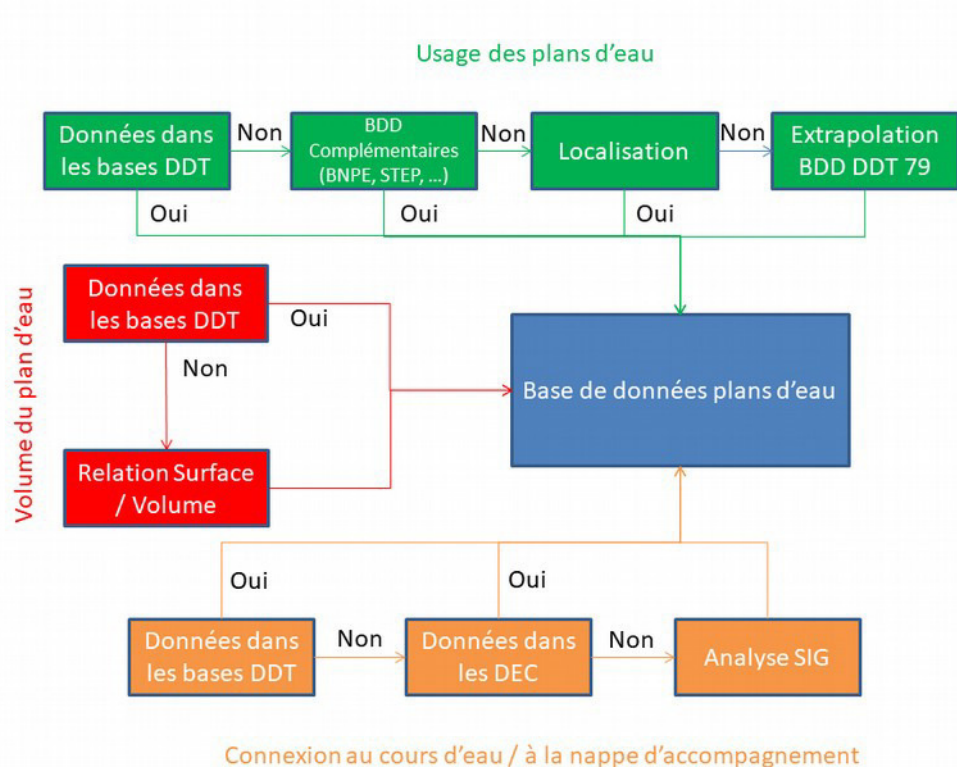 Usage des plans d'eau
Données dans
les bases DDT
Non
BDD
Complémentaires
(BNPE, STEP, ...)
Non
Localisation
Non
Extrapolation
BDD DDT 79
Oui
Oui
Oui
Volume du plan d'eau
Données dans
les bases DDT
Oui
Non
Relation Surface
/ Volume
Base de données plans d'eau
Oui
Oui
Données dans
les bases DDT
Non
Données dans
les DEC
Non
Analyse SIG
Connexion au cours d'eau / à la nappe d'accompagnement